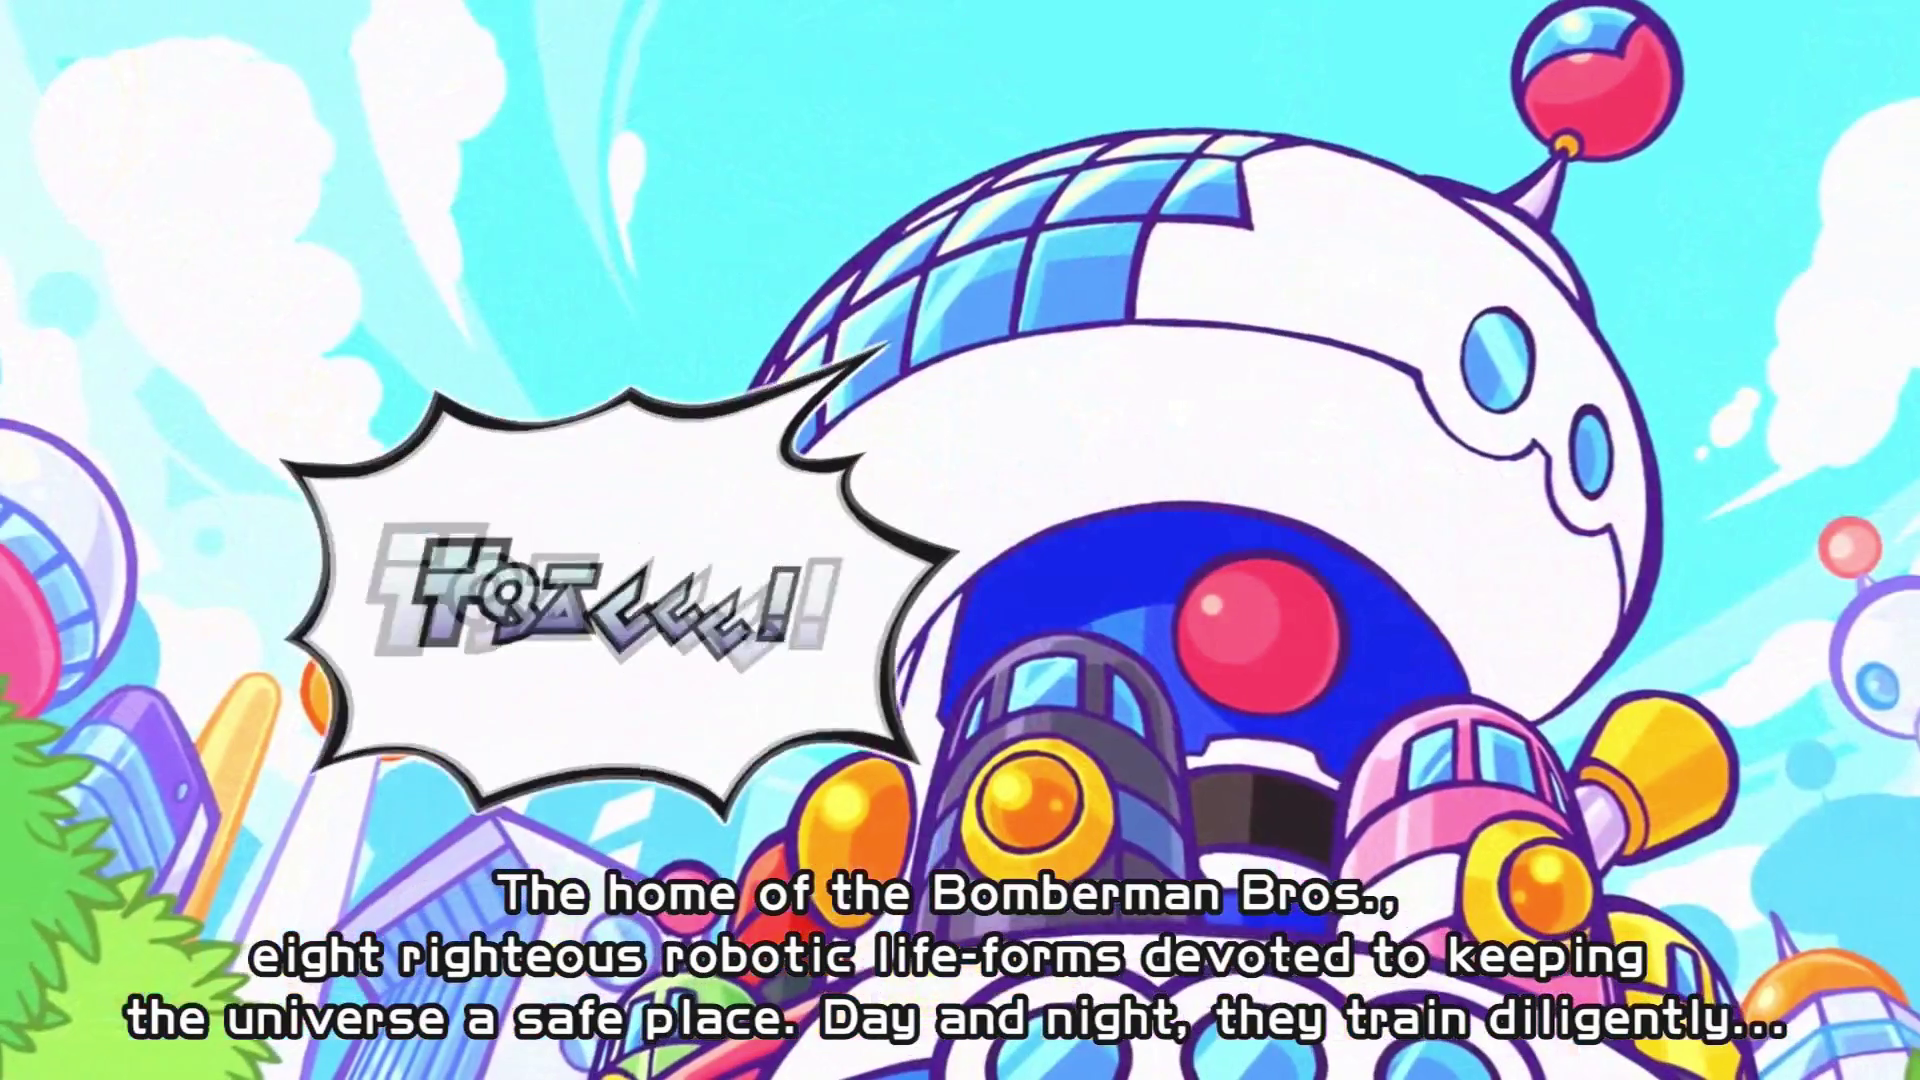 The home of the Bomberman Bros.,
eight righteous robotic life-forms devoted to keeping
the universe a safe place. Day and night, they train diligently...